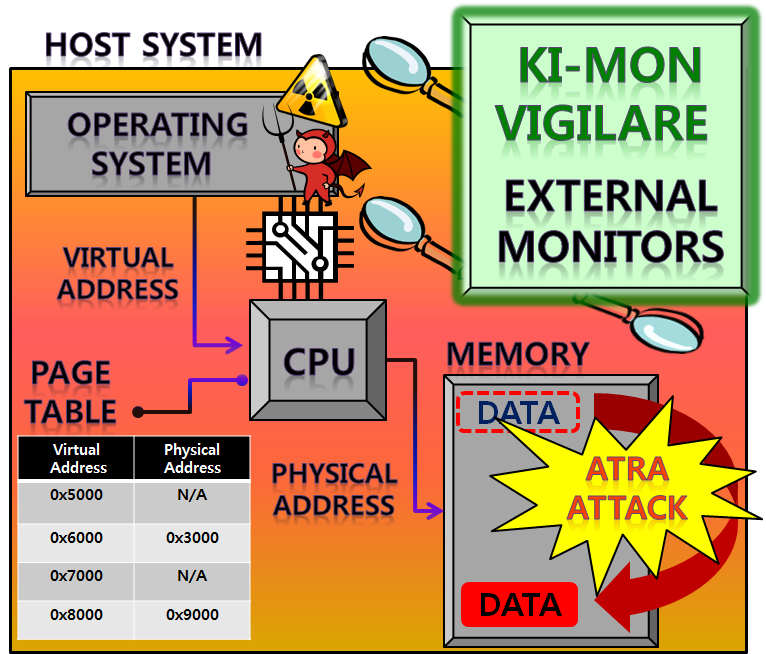 HOST SYSTEM
KI-MON
VIGILARE
EXTERNAL
MONITORS
OPERATING
SYSTEM
VIRTUAL
ADDRESS
CPU
PAGE
TABLE
Virtual Address Physical Address
0x5000 N/A
0x6000 0x3000
0x7000 N/A
0x8000 0x9000
PHYSICAL
ADDRESS
MEMORY
DATA
ATRA
ATTACK
DATA